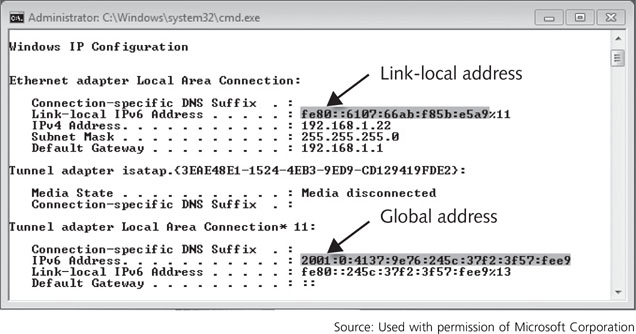 Administrator: C:\Windows\system32\cmd.exe
Windows IP Configuration
Ethernet adapter Local Area Connection:
Link-local address
Connection-specific DNS Suffix . :
Link-local IPv6 Address . . . . . : fe80::6107:66ab:f85b:e5a9%11
IPv4 Address. . . . . . . . . . . : 192.168.1.22
Subnet Mask . . . . . . . . . . . : 255.255.255.0
Default Gateway . . . . . . . . . : 192.168.1.1
Tunnel adapter isatap.{3EAE48E1-1524-4EB3-9ED9-CD129419FDE2}:
Media State . . . . . . . . . . . : Media disconnected
Connection-specific DNS Suffix . :
Global address
Tunnel adapter Local Area Connection* 11:
Connection-specific DNS Suffix . :
IPv6 Address. . . . . . . . . . . : 2001:0:4137:9e76:245c:37f2:3f57:fee9
Link-local IPv6 Address . . . . . : fe80::245c:37f2:3f57:fee9%13
Default Gateway . . . . . . . . . : ::
Source: Used with permission of Microsoft Corporation